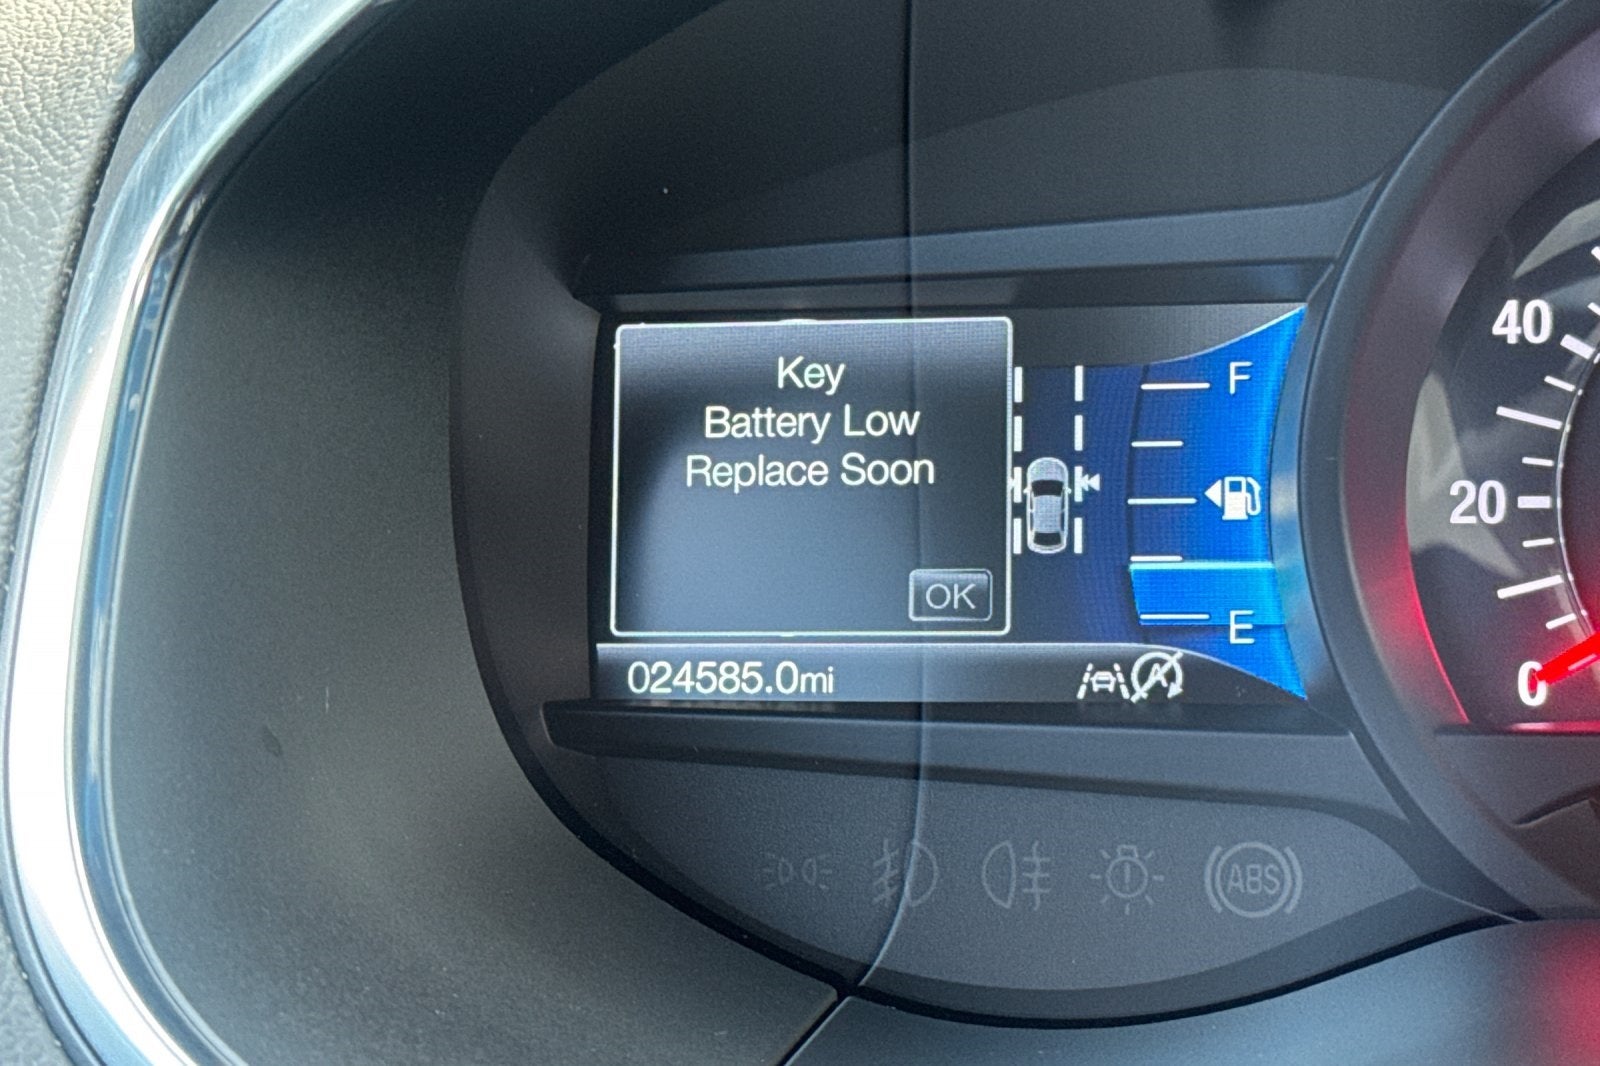 Key
Battery Low
Replace Soon
OK
F
E
024585.0mi
A
40
20
0
ABS